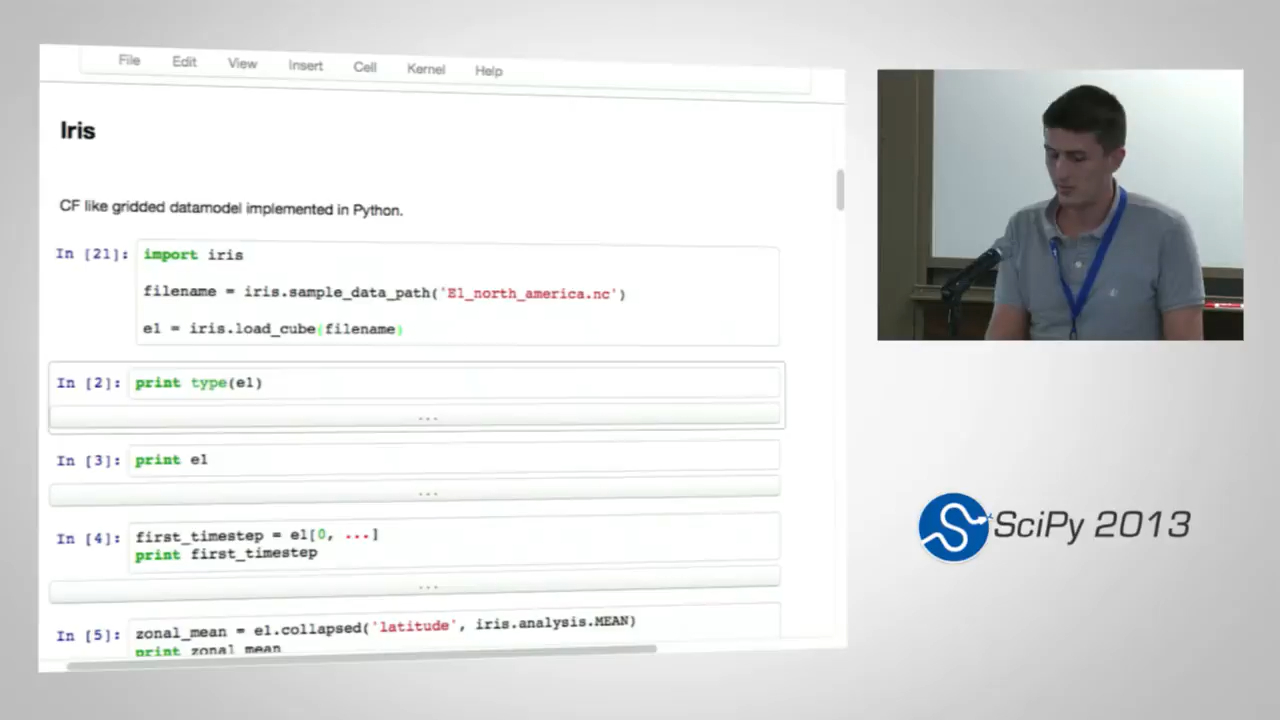 File Edit View Insert Cell Kernel Help
Iris
CF like gridded datamodel implemented in Python.
In [21]: import iris
filename = iris.sample_data_path('E1_north_america.nc')
e1 = iris.load_cube(filename)
In [2]: print type(e1)
...
In [3]: print e1
...
In [4]: first_timestep = e1[0, ...]
print first_timestep
...
In [5]: zonal_mean = e1.collapsed('latitude', iris.analysis.MEAN)
print zonal_mean
SciPy 2013